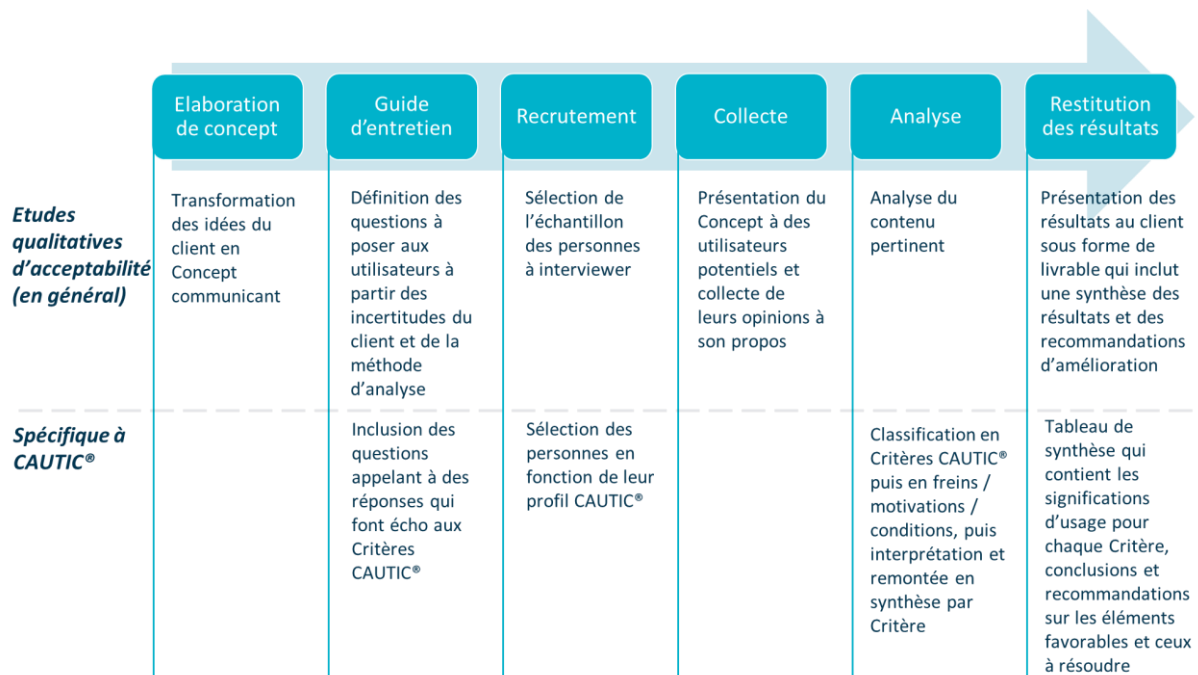 Elaboration
de concept
Guide
d'entretien
Recrutement
Collecte
Analyse
Restitution
des résultats
Etudes
qualitatives
d'acceptabilité
(en général)
Transformation
des idées du
client en
Concept
communicant
Définition des
questions à
poser aux
utilisateurs à
partir des
incertitudes du
client et de la
méthode
d'analyse
Sélection de
l'échantillon
des personnes
à interviewer
Présentation du
Concept à des
utilisateurs
potentiels et
collecte de
leurs opinions à
son propos
Analyse du
contenu
pertinent
Présentation des
résultats au client
sous forme de
livrable qui inclut
une synthèse des
résultats et des
recommandations
d'amélioration
Spécifique à
CAUTIC®
Inclusion des
questions
appelant à des
réponses qui
font écho aux
Critères
CAUTIC®
Sélection des
personnes en
fonction de leur
profil CAUTIC®
Classification en
Critères CAUTIC®
puis en freins /
motivations /
conditions, puis
interprétation et
remontée en
synthèse par
Critère
Tableau de
synthèse qui
contient les
significations
d'usage pour
chaque Critère,
conclusions et
recommandations
sur les éléments
favorables et ceux
à résoudre